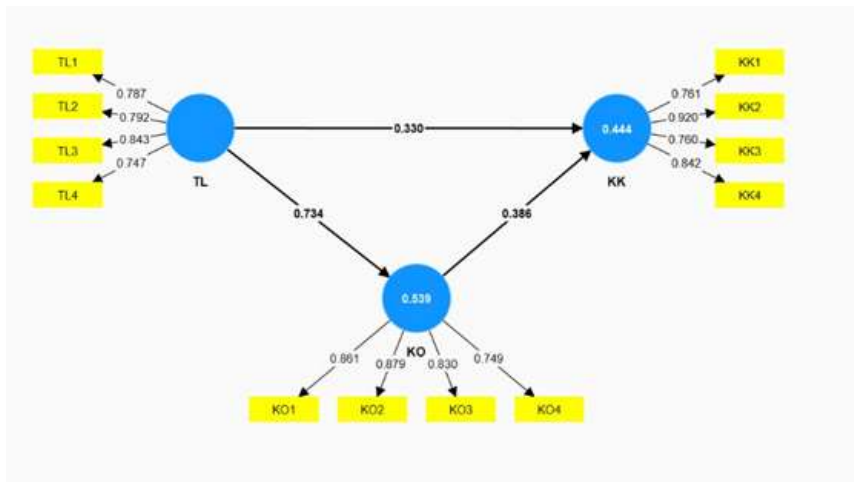 TL1
TL2
TL3
TL4
0.787
0.792
0.843
0.747
TL
0.330
0.734
0.386
0.444
KK
0.761
0.920
0.760
0.842
KK1
KK2
KK3
KK4
0.539
KO
0.861
0.879
0.830
0.749
KO1
KO2
KO3
KO4